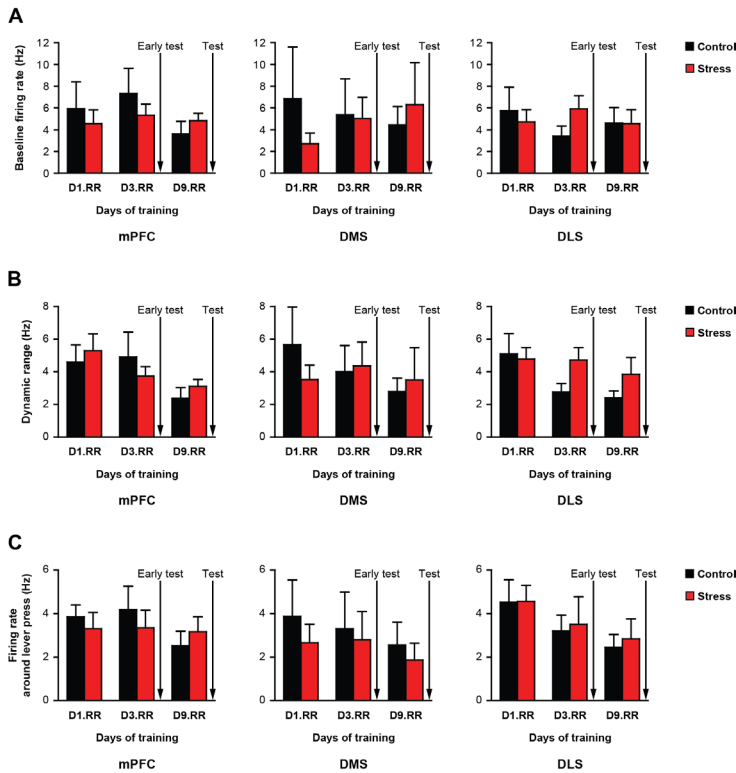 A
Early test Test Early test Test Early test Test
Control
Stress
Baseline firing rate (Hz)
12 10 8 6 4 2 0
12 10 8 6 4 2 0
12 10 8 6 4 2 0
D1.RR D3.RR D9.RR D1.RR D3.RR D9.RR D1.RR D3.RR D9.RR
Days of training Days of training Days of training
mPFC DMS DLS
B
Early test Test Early test Test Early test Test
Control
Stress
Dynamic range (Hz)
8 6 4 2 0
8 6 4 2 0
8 6 4 2 0
D1.RR D3.RR D9.RR D1.RR D3.RR D9.RR D1.RR D3.RR D9.RR
Days of training Days of training Days of training
mPFC DMS DLS
C
Early test Test Early test Test Early test Test
Control
Stress
Firing rate
around lever press (Hz)
6 4 2 0
6 4 2 0
6 4 2 0
D1.RR D3.RR D9.RR D1.RR D3.RR D9.RR D1.RR D3.RR D9.RR
Days of training Days of training Days of training
mPFC DMS DLS